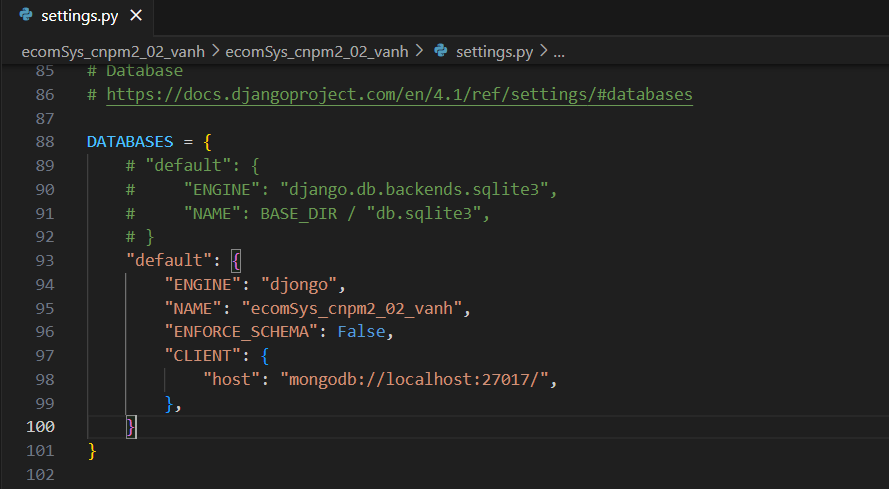 settings.py
ecomSys_cnpm2_02_vanh > ecomSys_cnpm2_02_vanh > settings.py > ...
85 # Database
86 # https://docs.djangoproject.com/en/4.1/ref/settings/#databases
87
88 DATABASES = {
89     # "default": {
90     #     "ENGINE": "django.db.backends.sqlite3",
91     #     "NAME": BASE_DIR / "db.sqlite3",
92     # }
93     "default": {
94         "ENGINE": "djongo",
95         "NAME": "ecomSys_cnpm2_02_vanh",
96         "ENFORCE_SCHEMA": False,
97         "CLIENT": {
98             "host": "mongodb://localhost:27017/",
99         },
100     }
101 }
102